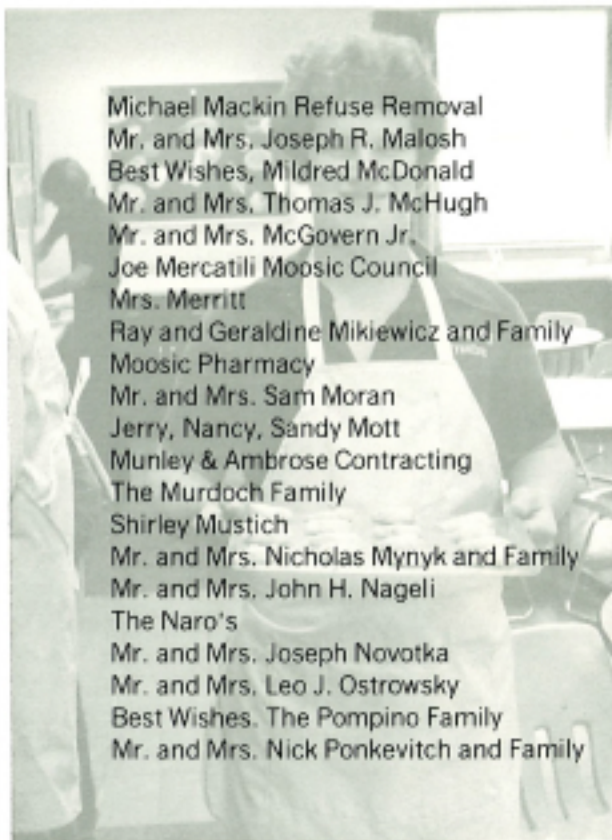 Michael Mackin Refuse Removal
Mr. and Mrs. Joseph R. Malosh
Best Wishes, Mildred McDonald
Mr. and Mrs. Thomas J. McHugh
Mr. and Mrs. McGovern Jr.
Joe Mercatili Moosic Council
Mrs. Merritt
Ray and Geraldine Mikiewicz and Family
Moosic Pharmacy
Mr. and Mrs. Sam Moran
Jerry, Nancy, Sandy Mott
Munley & Ambrose Contracting
The Murdoch Family
Shirley Mustich
Mr. and Mrs. Nicholas Mynyk and Family
Mr. and Mrs. John H. Nageli
The Naro's
Mr. and Mrs. Joseph Novotka
Mr. and Mrs. Leo J. Ostrowsky
Best Wishes. The Pompino Family
Mr. and Mrs. Nick Ponkevitch and Family